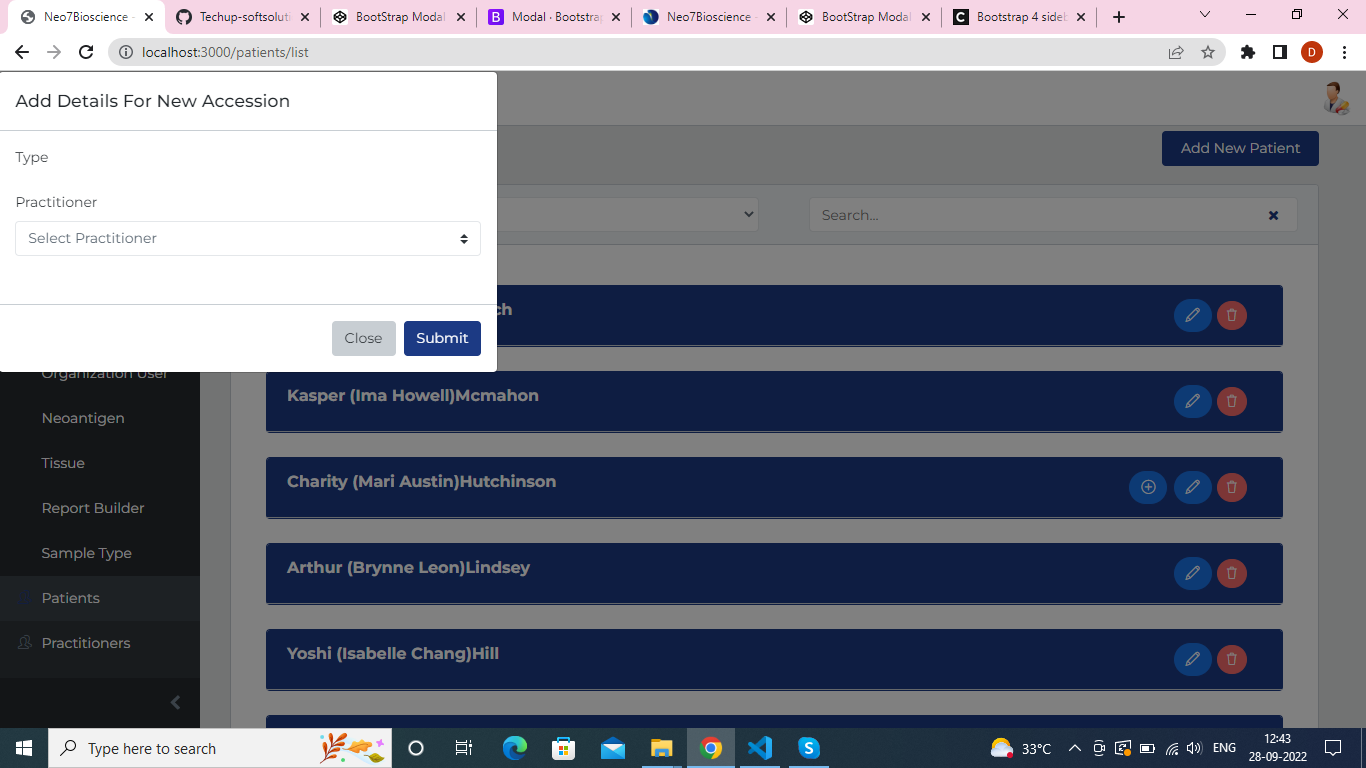 Neo7Bioscience -
Techup-softsoluti
BootStrap Modal
Modal · Bootstrap
Neo7Bioscience -
BootStrap Modal
Bootstrap 4 sideb
localhost:3000/patients/list
D
Add Details For New Accession
Type
Practitioner
Select Practitioner
Close
Submit
Add New Patient
Search...
ch
Kasper (Ima Howell)Mcmahon
Charity (Mari Austin)Hutchinson
Arthur (Brynne Leon)Lindsey
Yoshi (Isabelle Chang)Hill
Organization User
Neoantigen
Tissue
Report Builder
Sample Type
Patients
Practitioners
Type here to search
33°C
ENG
12:43
28-09-2022